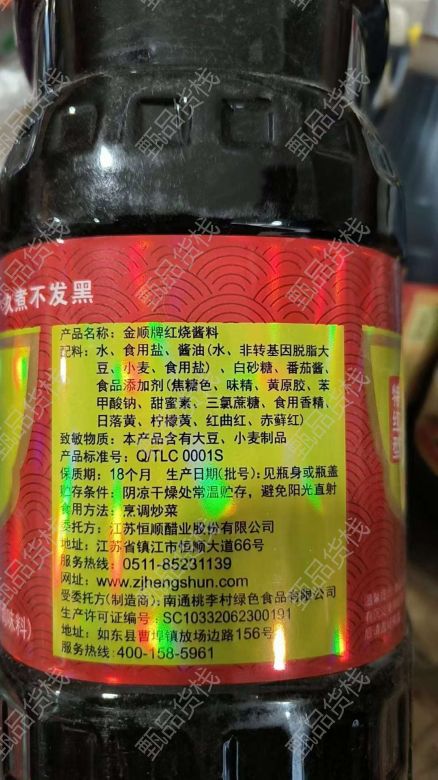 久煮不发黑
产品名称：金顺牌红烧酱料
配料：水、食用盐、酱油(水、非转基因脱脂大
豆、小麦、食用盐)、白砂糖、番茄酱、
食品添加剂(焦糖色、味精、黄原胶、苯
甲酸钠、甜蜜素、三氯蔗糖、食用香精、
日落黄、柠檬黄、红曲红、赤藓红)
致敏物质：本产品含有大豆、小麦制品
产品标准号：Q/TLC 0001S
保质期：18个月 生产日期(批号)：见瓶身或瓶盖
贮存条件：阴凉干燥处常温贮存，避免阳光直射
食用方法：烹调炒菜
委托方：江苏恒顺醋业股份有限公司
地址：江苏省镇江市恒顺大道66号
服务热线：0511-85231139
网址：www.zjhengshun.com
受委托方(制造商)：南通桃李村绿色食品有限公司
生产许可证编号：SC10332062300191
地址：如东县曹埠镇放场边路156号
服务热线：400-158-5961
甄品货栈